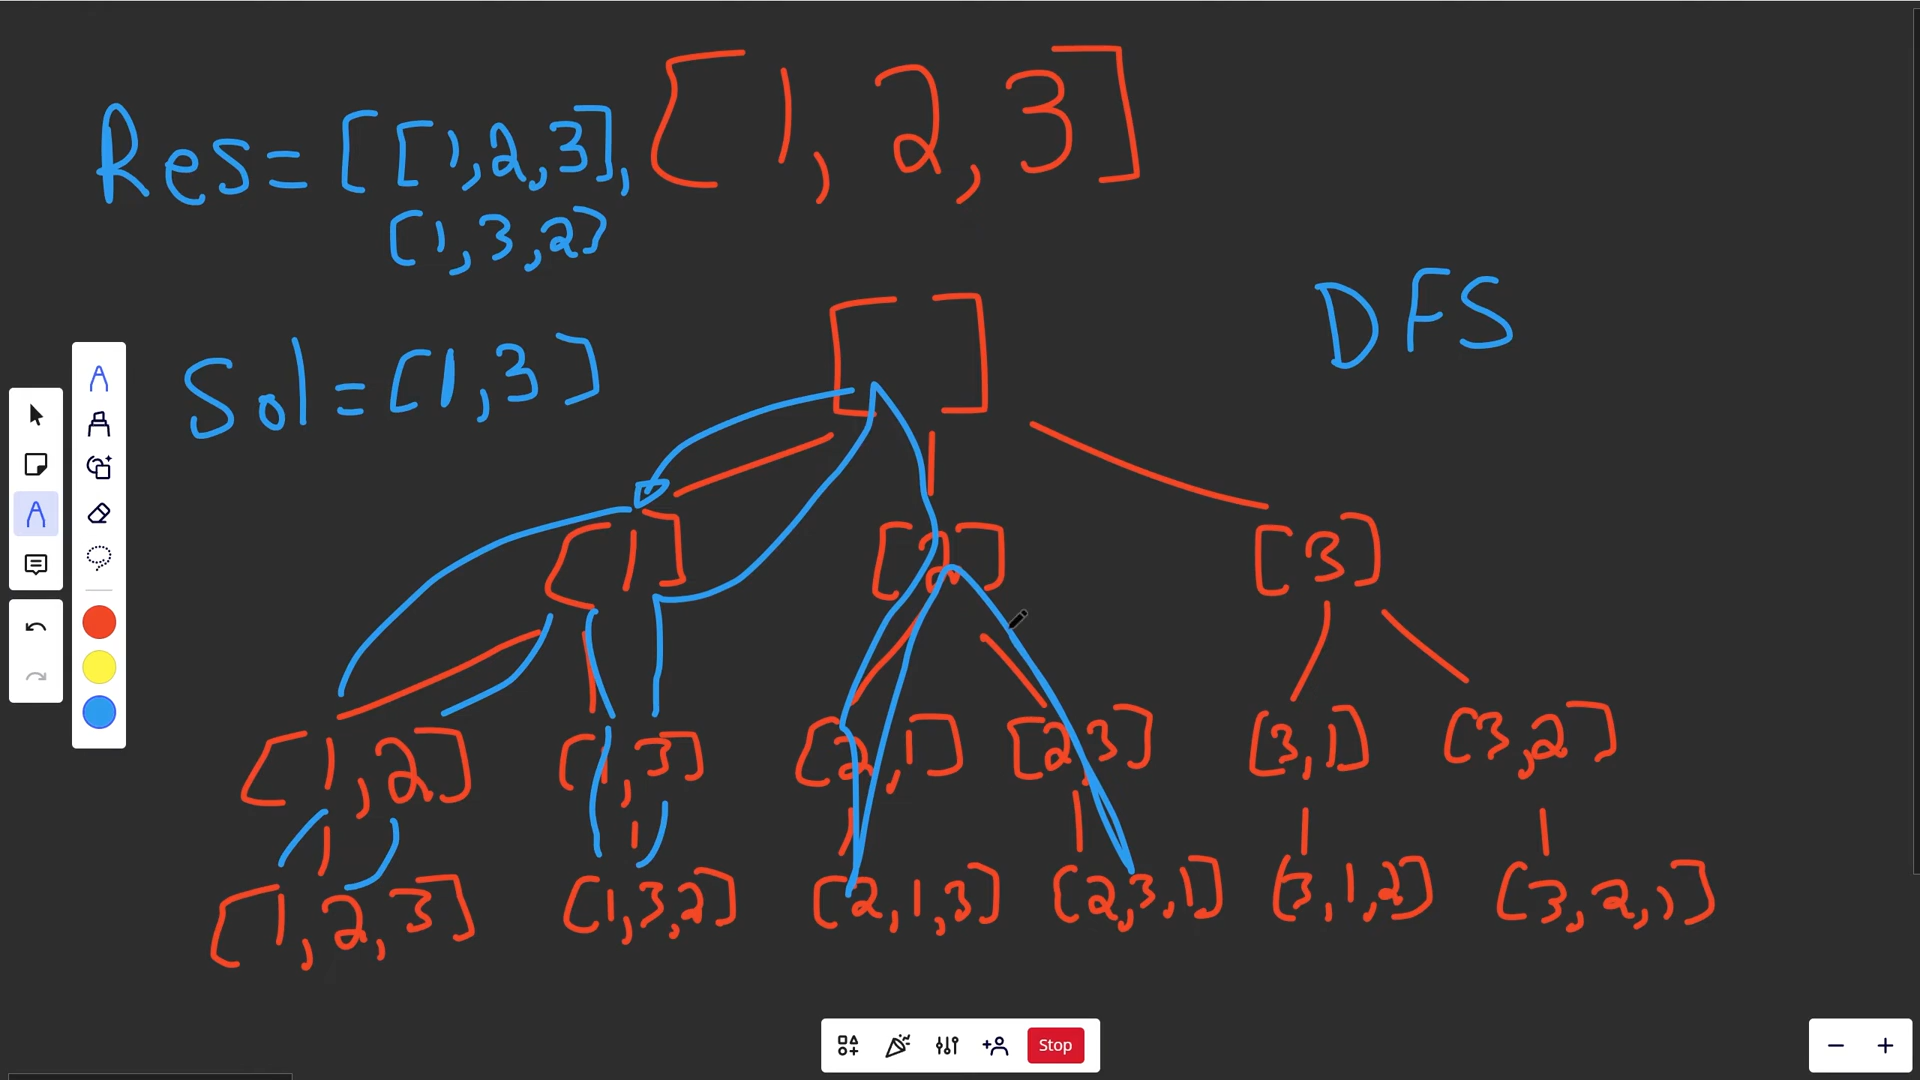 Res = [ [1,2,3], [1, 2, 3]
[1,3,2]
DFS
Sol = [1,3 ]
[ ]
[1] [2] [3]
[1,2] [1,3] [2,1] [2,3] [3,1] [3,2]
[1,2,3] [1,3,2] [2,1,3] [2,3,1] [3,1,2] [3,2,1]
Stop